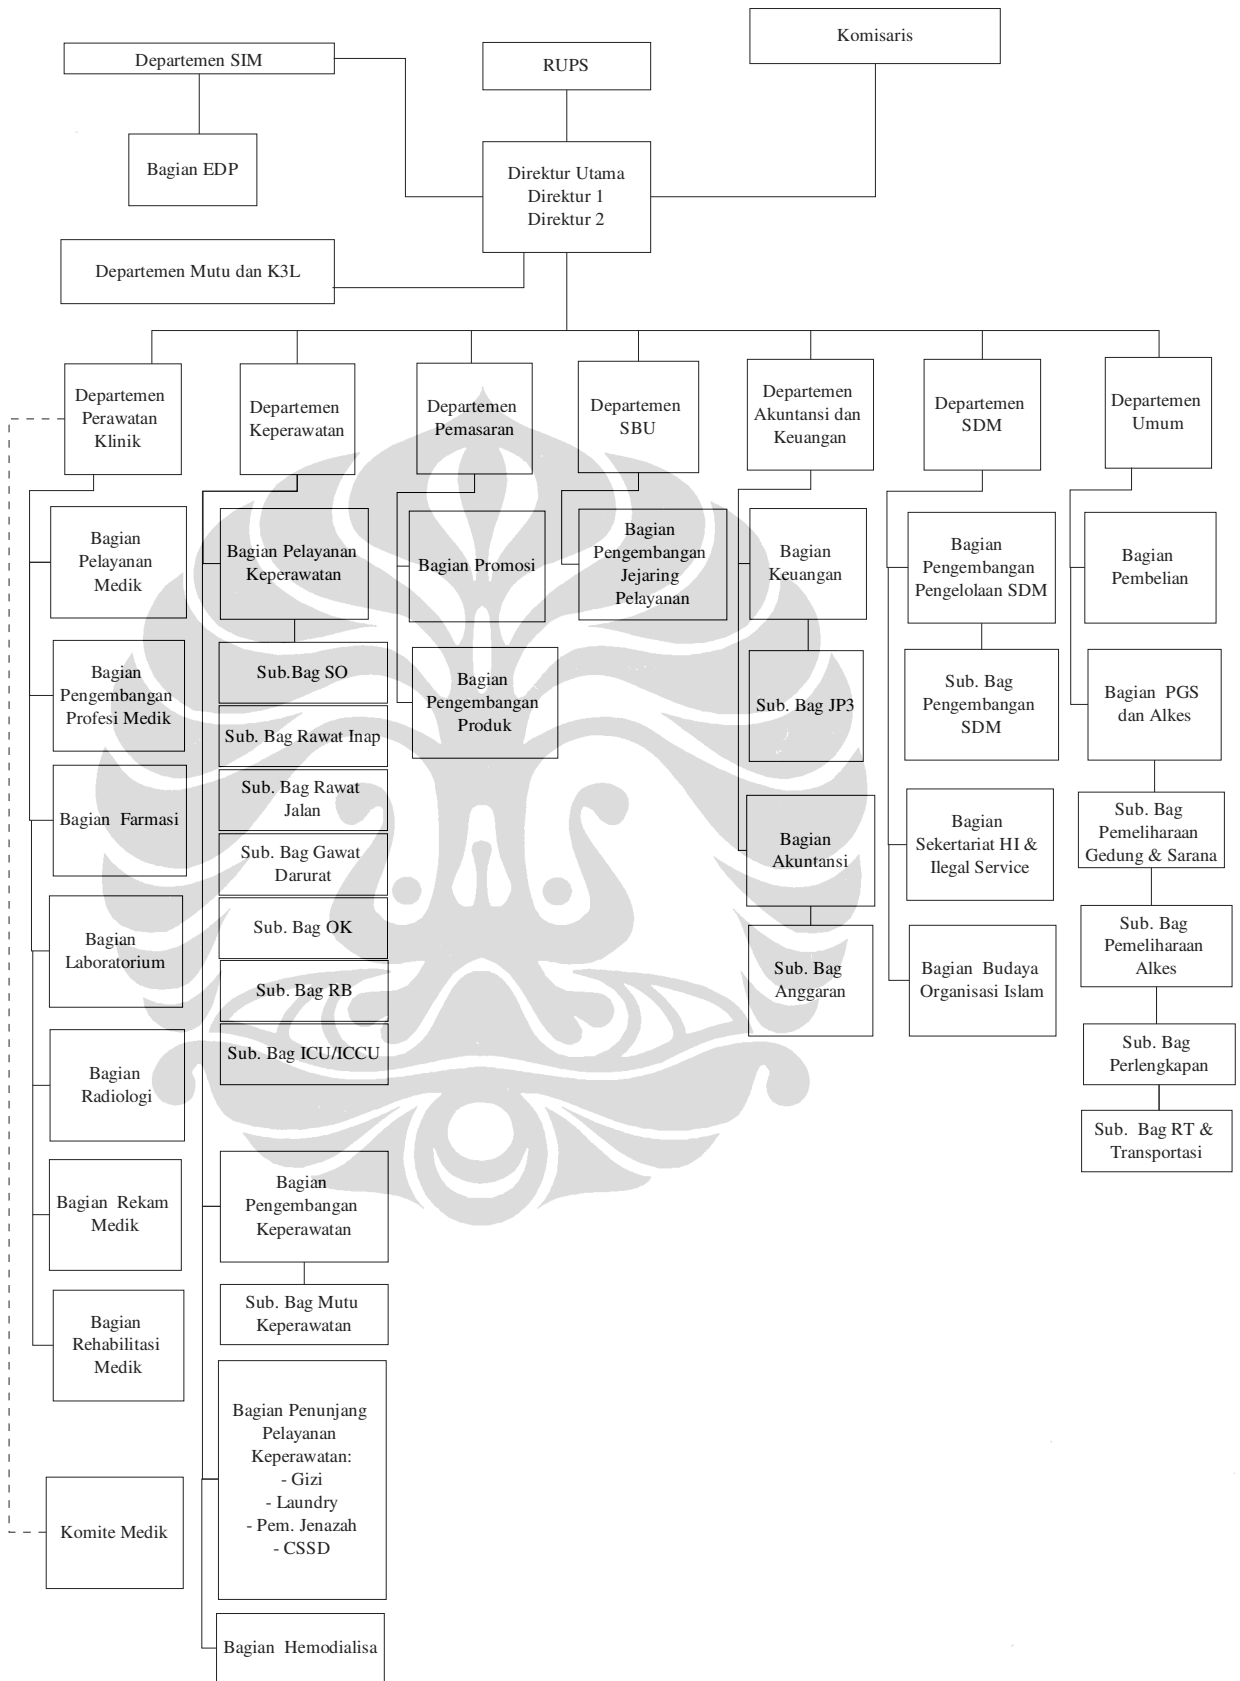 Departemen SIM
RUPS
Komisaris
Bagian EDP
Direktur Utama
Direktur 1
Direktur 2
Departemen Mutu dan K3L
Departemen
Perawatan
Klinik
Departemen
Keperawatan
Departemen
Pemasaran
Departemen
SBU
Departemen
Akuntansi dan
Keuangan
Departemen
SDM
Departemen
Umum
Bagian
Pelayanan
Medik
Bagian
Pengembangan
Profesi Medik
Bagian Farmasi
Bagian
Laboratorium
Bagian
Radiologi
Bagian Rekam
Medik
Bagian
Rehabilitasi
Medik
Komite Medik
Bagian Pelayanan
Keperawatan
Sub.Bag SO
Sub. Bag Rawat Inap
Sub. Bag Rawat
Jalan
Sub. Bag Gawat
Darurat
Sub. Bag OK
Sub. Bag RB
Sub. Bag ICU/ICCU
Bagian
Pengembangan
Keperawatan
Sub. Bag Mutu
Keperawatan
Bagian Penunjang
Pelayanan
Keperawatan:
- Gizi
- Laundry
- Pem. Jenazah
- CSSD
Bagian Hemodialisa
Bagian Promosi
Bagian
Pengembangan
Produk
Bagian
Pengembangan
Jejaring
Pelayanan
Bagian
Keuangan
Sub. Bag JP3
Bagian
Akuntansi
Sub. Bag
Anggaran
Bagian
Pengembangan
Pengelolaan SDM
Sub. Bag
Pengembangan
SDM
Bagian
Sekertariat HI &
Ilegal Service
Bagian Budaya
Organisasi Islam
Bagian
Pembelian
Bagian PGS
dan Alkes
Sub. Bag
Pemeliharaan
Gedung & Sarana
Sub. Bag
Pemeliharaan
Alkes
Sub. Bag
Perlengkapan
Sub. Bag RT &
Transportasi